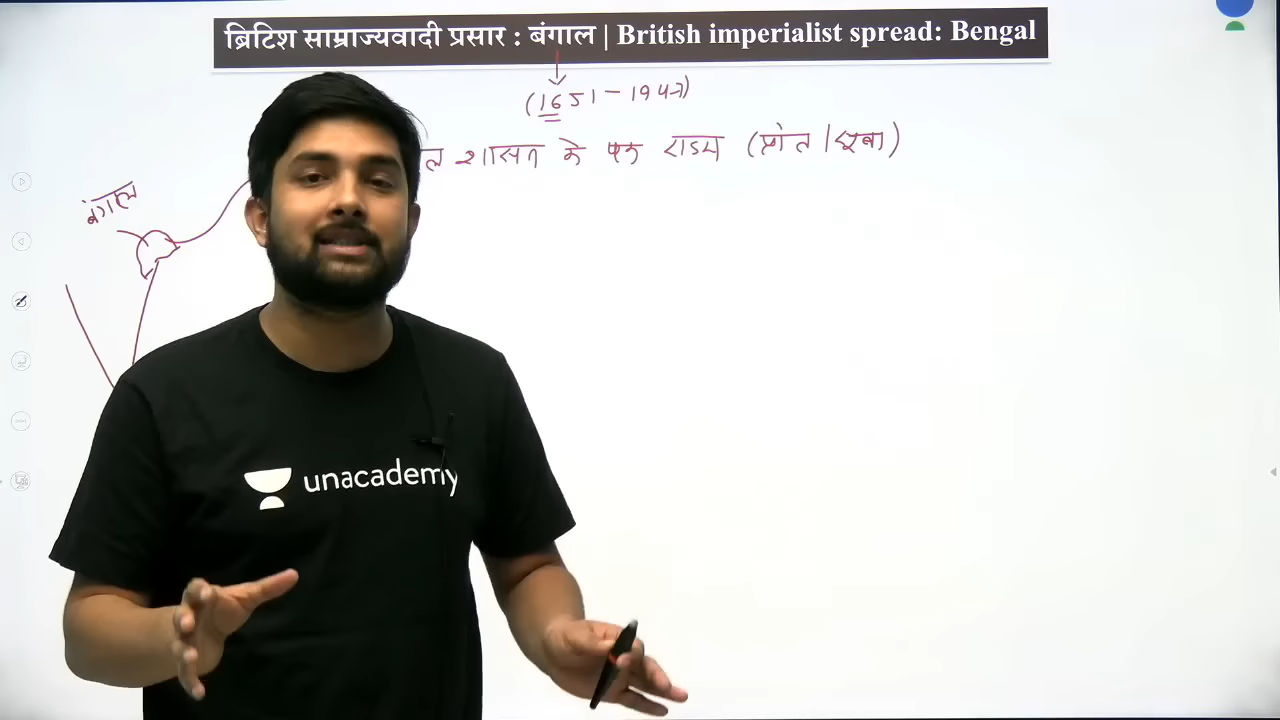 ब्रिटिश साम्राज्यवादी प्रसार : बंगाल | British imperialist spread: Bengal
(1651 - 1947)
ल शासन के एक राज्य (प्रांत / सूबा)
बंगाल
unacademy